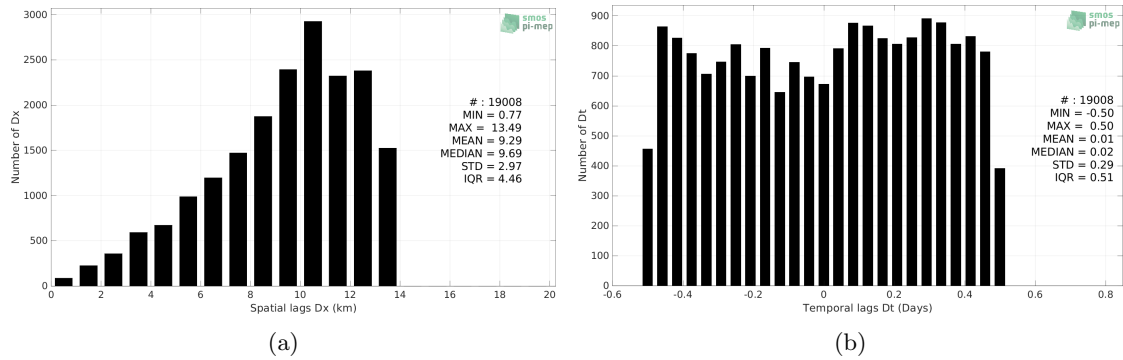 3000
2500
2000
1500
1000
500
0
Number of Dx
0 2 4 6 8 10 12 14 16 18 20
Spatial lags Dx (km)
smos
pi-mep
# : 19008
MIN = 0.77
MAX = 13.49
MEAN = 9.29
MEDIAN = 9.69
STD = 2.97
IQR = 4.46
(a)
900
800
700
600
500
400
300
200
100
0
Number of Dt
-0.6 -0.4 -0.2 0 0.2 0.4 0.6 0.8
Temporal lags Dt (Days)
smos
pi-mep
# : 19008
MIN = -0.50
MAX = 0.50
MEAN = 0.01
MEDIAN = 0.02
STD = 0.29
IQR = 0.51
(b)